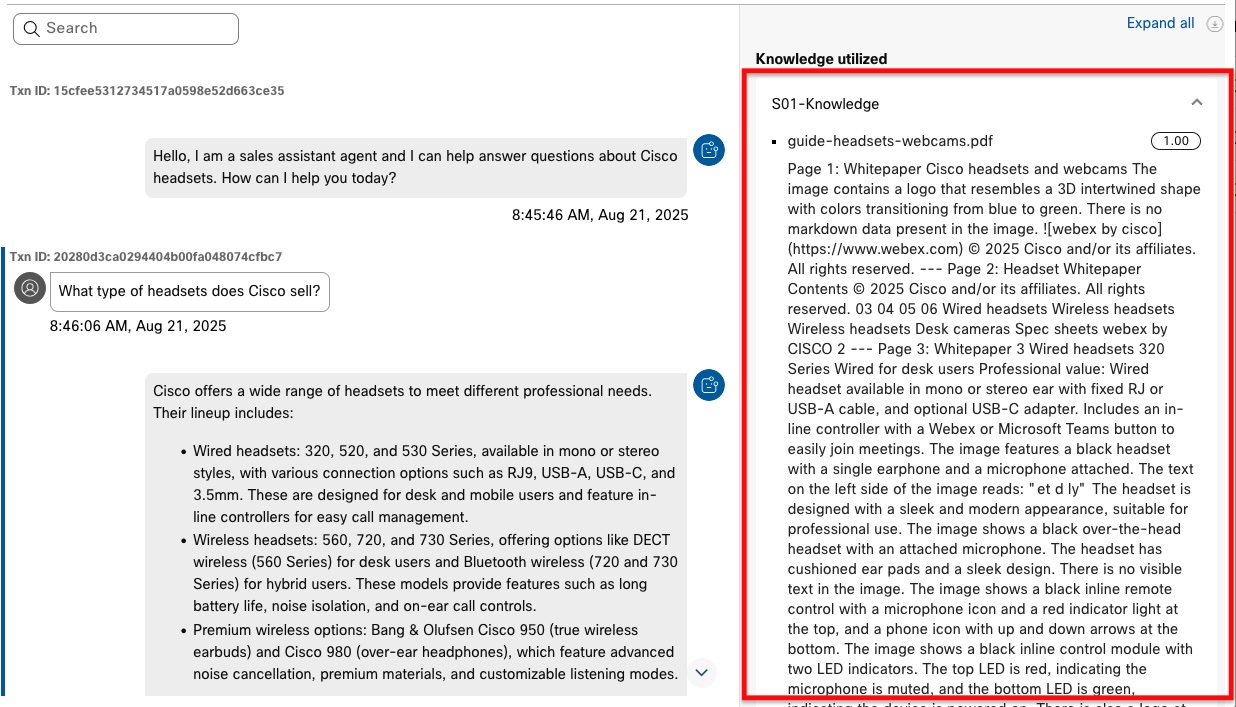 Search
Txn ID: 15cfee5312734517a0598e52d663ce35
Hello, I am a sales assistant agent and I can help answer questions about Cisco
headsets. How can I help you today?
8:45:46 AM, Aug 21, 2025
Txn ID: 20280d3ca0294404b00fa048074cfbc7
What type of headsets does Cisco sell?
8:46:06 AM, Aug 21, 2025
Cisco offers a wide range of headsets to meet different professional needs.
Their lineup includes:
• Wired headsets: 320, 520, and 530 Series, available in mono or stereo
styles, with various connection options such as RJ9, USB-A, USB-C, and
3.5mm. These are designed for desk and mobile users and feature in-
line controllers for easy call management.
• Wireless headsets: 560, 720, and 730 Series, offering options like DECT
wireless (560 Series) for desk users and Bluetooth wireless (720 and 730
Series) for hybrid users. These models provide features such as long
battery life, noise isolation, and on-ear call controls.
• Premium wireless options: Bang & Olufsen Cisco 950 (true wireless
earbuds) and Cisco 980 (over-ear headphones), which feature advanced
noise cancellation, premium materials, and customizable listening modes.
Expand all
Knowledge utilized
S01-Knowledge
▪ guide-headsets-webcams.pdf 1.00
Page 1: Whitepaper Cisco headsets and webcams The
image contains a logo that resembles a 3D intertwined shape
with colors transitioning from blue to green. There is no
markdown data present in the image. ![webex by cisco]
(https://www.webex.com) © 2025 Cisco and/or its affiliates.
All rights reserved. --- Page 2: Headset Whitepaper
Contents © 2025 Cisco and/or its affiliates. All rights
reserved. 03 04 05 06 Wired headsets Wireless headsets
Wireless headsets Desk cameras Spec sheets webex by
CISCO 2 --- Page 3: Whitepaper 3 Wired headsets 320
Series Wired for desk users Professional value: Wired
headset available in mono or stereo ear with fixed RJ or
USB-A cable, and optional USB-C adapter. Includes an in-
line controller with a Webex or Microsoft Teams button to
easily join meetings. The image features a black headset
with a single earphone and a microphone attached. The text
on the left side of the image reads: " et d ly" The headset is
designed with a sleek and modern appearance, suitable for
professional use. The image shows a black over-the-head
headset with an attached microphone. The headset has
cushioned ear pads and a sleek design. There is no visible
text in the image. The image shows a black inline remote
control with a microphone icon and a red indicator light at
the top, and a phone icon with up and down arrows at the
bottom. The image shows a black inline control module with
two LED indicators. The top LED is red, indicating the
microphone is muted, and the bottom LED is green,
indicating the device is powered on. There is also a logo at